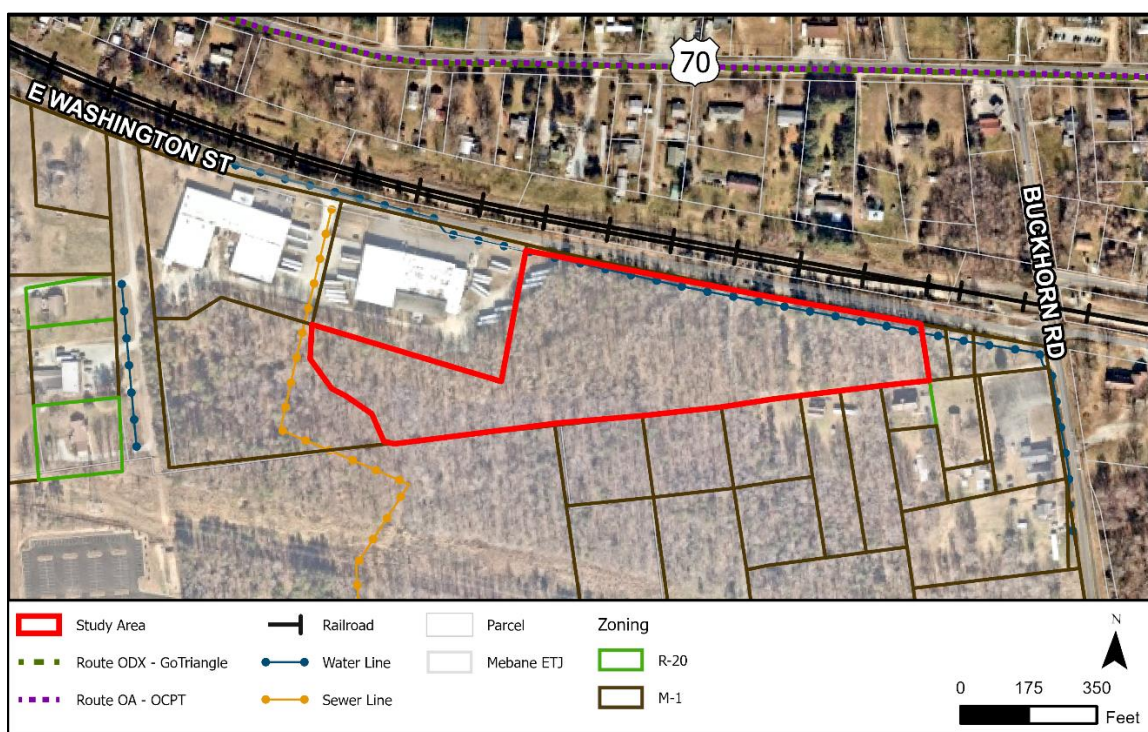 70
E WASHINGTON ST
BUCKHORN RD
Study Area
Railroad
Parcel
Zoning
N
Route ODX - GoTriangle
Water Line
Mebane ETJ
R-20
Route OA - OCPT
Sewer Line
M-1
0 175 350
Feet